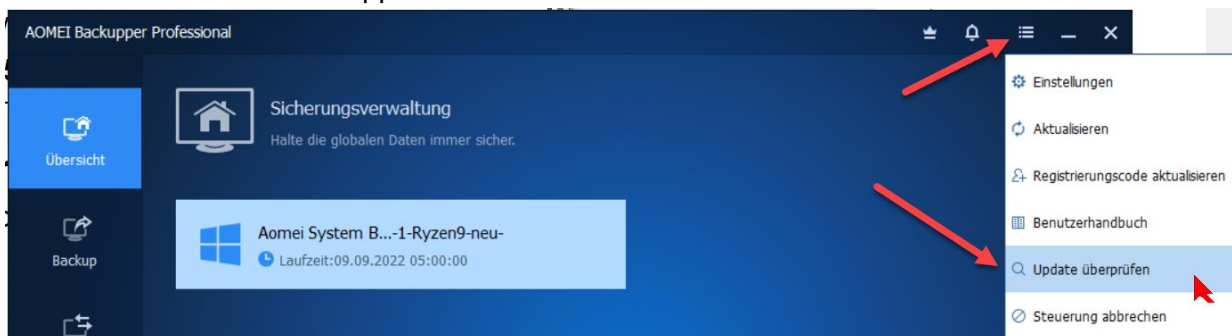 AOMEI Backupper Professional
Sicherungsverwaltung
Halte die globalen Daten immer sicher.
Übersicht
Aomei System B...-1-Ryzen9-neu-
Laufzeit:09.09.2022 05:00:00
Backup
Einstellungen
Aktualisieren
Registrierungscode aktualisieren
Benutzerhandbuch
Update überprüfen
Steuerung abbrechen